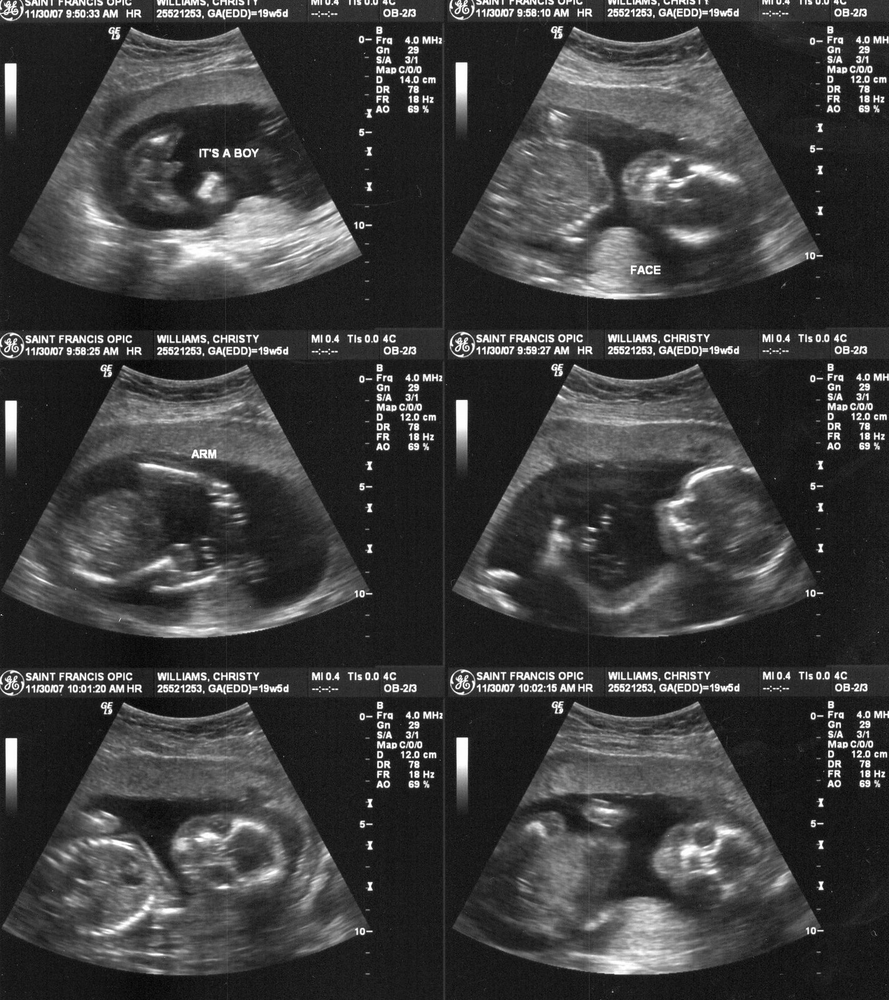 SAINT FRANCIS OPIC WILLIAMS, CHRISTY MI 0.4 TIs 0.0 4C
11/30/07 9:50:33 AM HR 25521253, GA(EDD)=19w5d --:--:-- OB-2/3
GE
L9
B
0-
Frq 4.0 MHz
Gn 29
S/A 3/1
Map C/0/0
D 14.0 cm
DR 78
FR 18 Hz
AO 69 %
5-
IT'S A BOY
10-
SAINT FRANCIS OPIC WILLIAMS, CHRISTY MI 0.4 TIs 0.0 4C
11/30/07 9:58:10 AM HR 25521253, GA(EDD)=19w5d --:--:-- OB-2/3
GE
L9
B
0-
Frq 4.0 MH
Gn 29
S/A 3/1
Map C/0/0
D 12.0 cm
DR 78
FR 18 Hz
AO 69 %
5-
10-
FACE
SAINT FRANCIS OPIC WILLIAMS, CHRISTY MI 0.4 TIs 0.0 4C
11/30/07 9:58:25 AM HR 25521253, GA(EDD)=19w5d --:--:-- OB-2/3
GE
L9
B
0-
Frq 4.0 MHz
Gn 29
S/A 3/1
Map C/0/0
D 12.0 cm
DR 78
FR 18 Hz
AO 69 %
ARM
5-
10-
SAINT FRANCIS OPIC WILLIAMS, CHRISTY MI 0.4 TIs 0.0 4C
11/30/07 9:59:27 AM HR 25521253, GA(EDD)=19w5d --:--:-- OB-2/3
GE
L9
B
0-
Frq 4.0 MH
Gn 29
S/A 3/1
Map C/0/0
D 12.0 cm
DR 78
FR 18 Hz
AO 69 %
5-
10-
SAINT FRANCIS OPIC WILLIAMS, CHRISTY MI 0.4 TIs 0.0 4C
11/30/07 10:01:20 AM HR 25521253, GA(EDD)=19w5d --:--:-- OB-2/3
GE
L9
B
0-
Frq 4.0 MHz
Gn 29
S/A 3/1
Map C/0/0
D 12.0 cm
DR 78
FR 18 Hz
AO 69 %
5-
10-
SAINT FRANCIS OPIC WILLIAMS, CHRISTY MI 0.4 TIs 0.0 4C
11/30/07 10:02:15 AM HR 25521253, GA(EDD)=19w5d --:--:-- OB-2/3
GE
L9
B
0-
Frq 4.0 MH
Gn 29
S/A 3/1
Map C/0/0
D 12.0 cm
DR 78
FR 18 Hz
AO 69 %
5-
10-